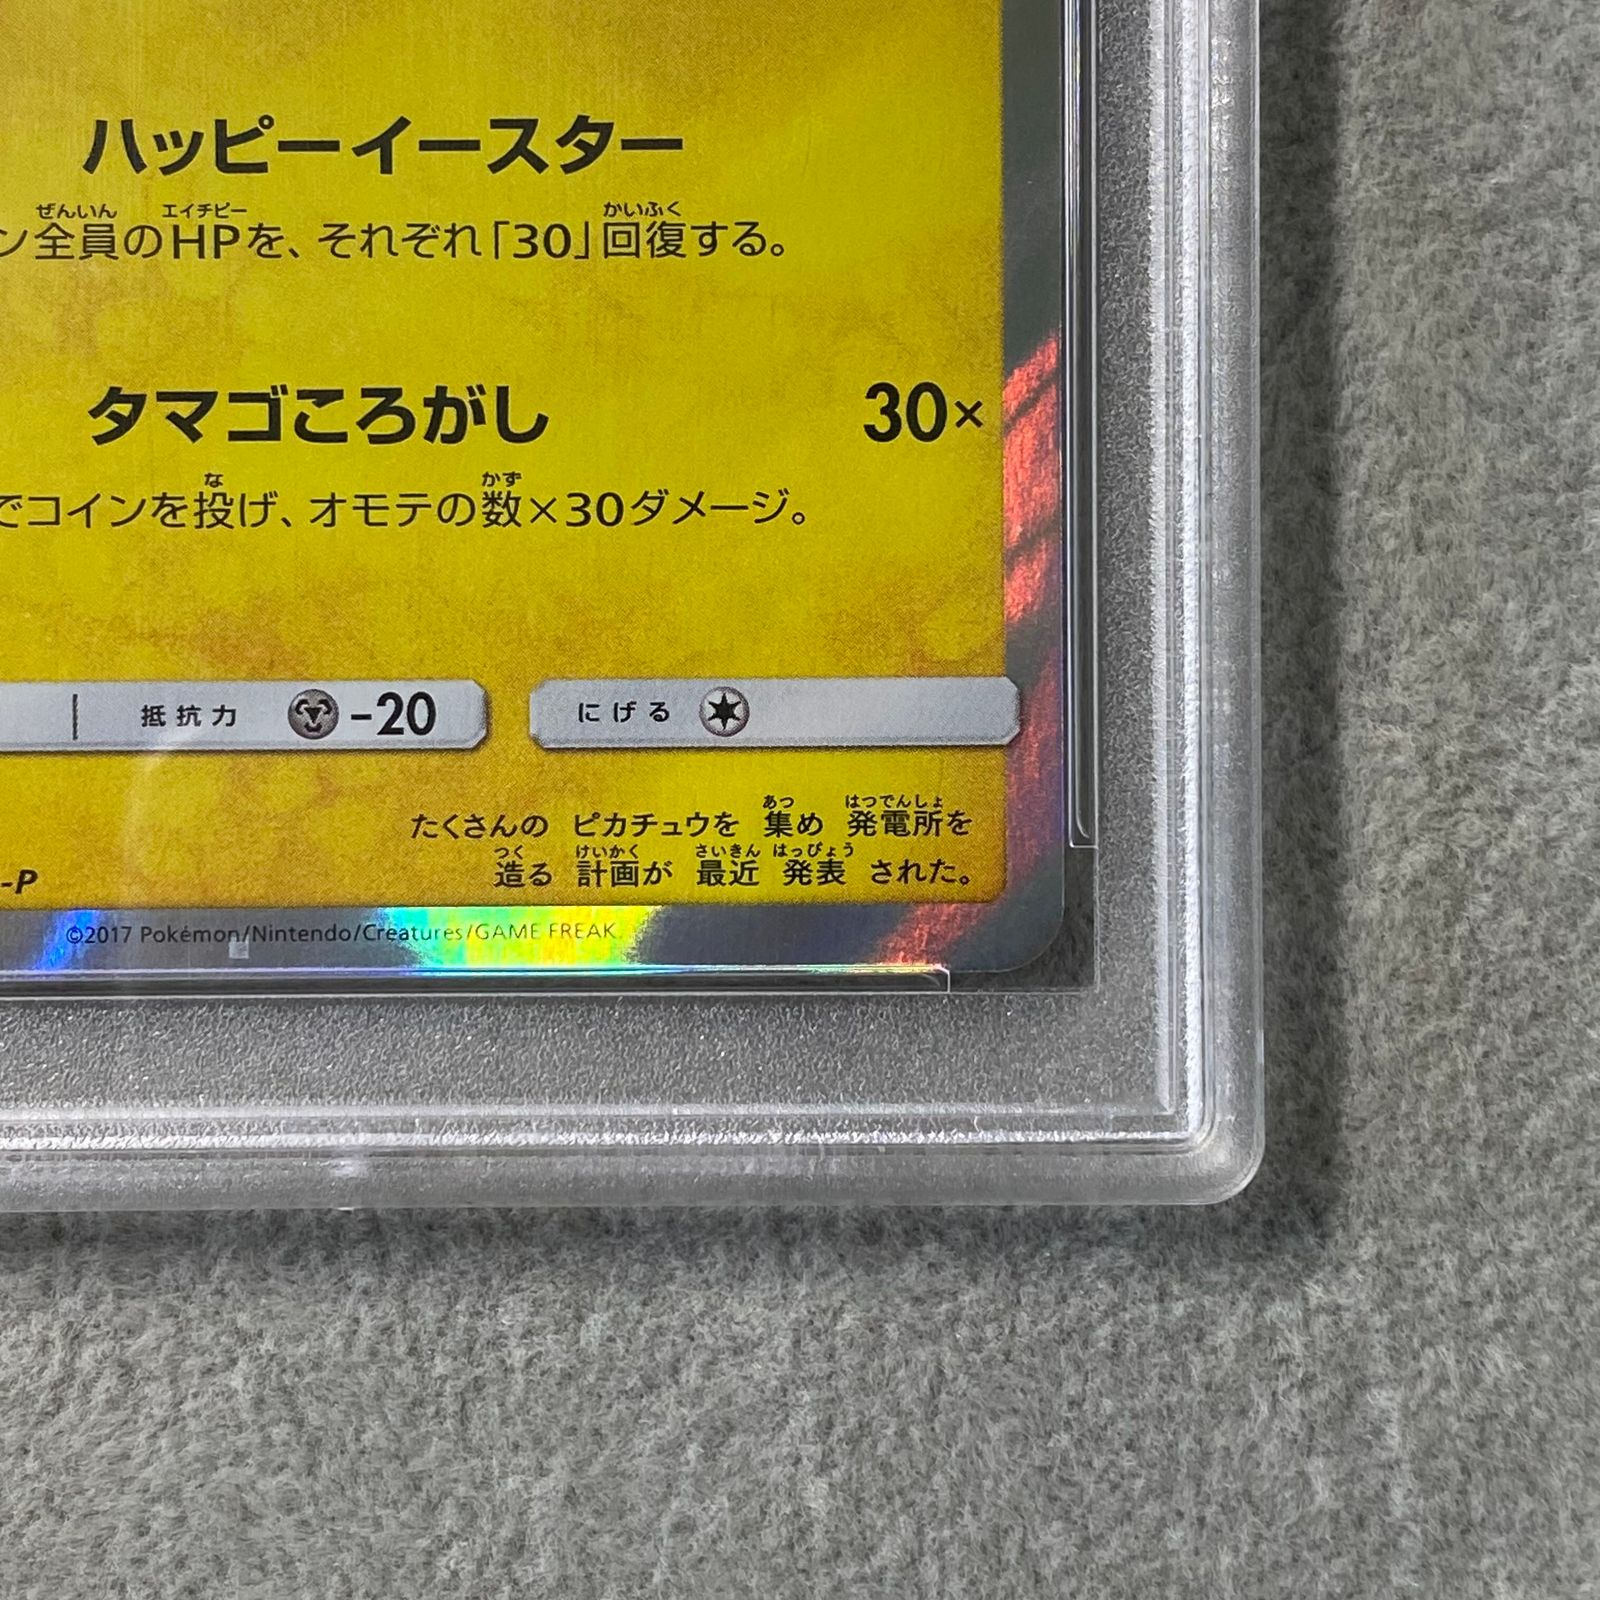 ハッピーイースター
ぜんいん エイチピー かいふく
ン全員のHPを、それぞれ「30」回復する。
タマゴころがし 30×
な かず
でコインを投げ、オモテの数×30ダメージ。
抵抗力 -20 にげる
あつ はつでんしょ
たくさんの ピカチュウを 集め 発電所を
つく けいかく さいきん はっぴょう
造る 計画が 最近 発表 された。
-P
©2017 Pokémon/Nintendo/Creatures/GAME FREAK.